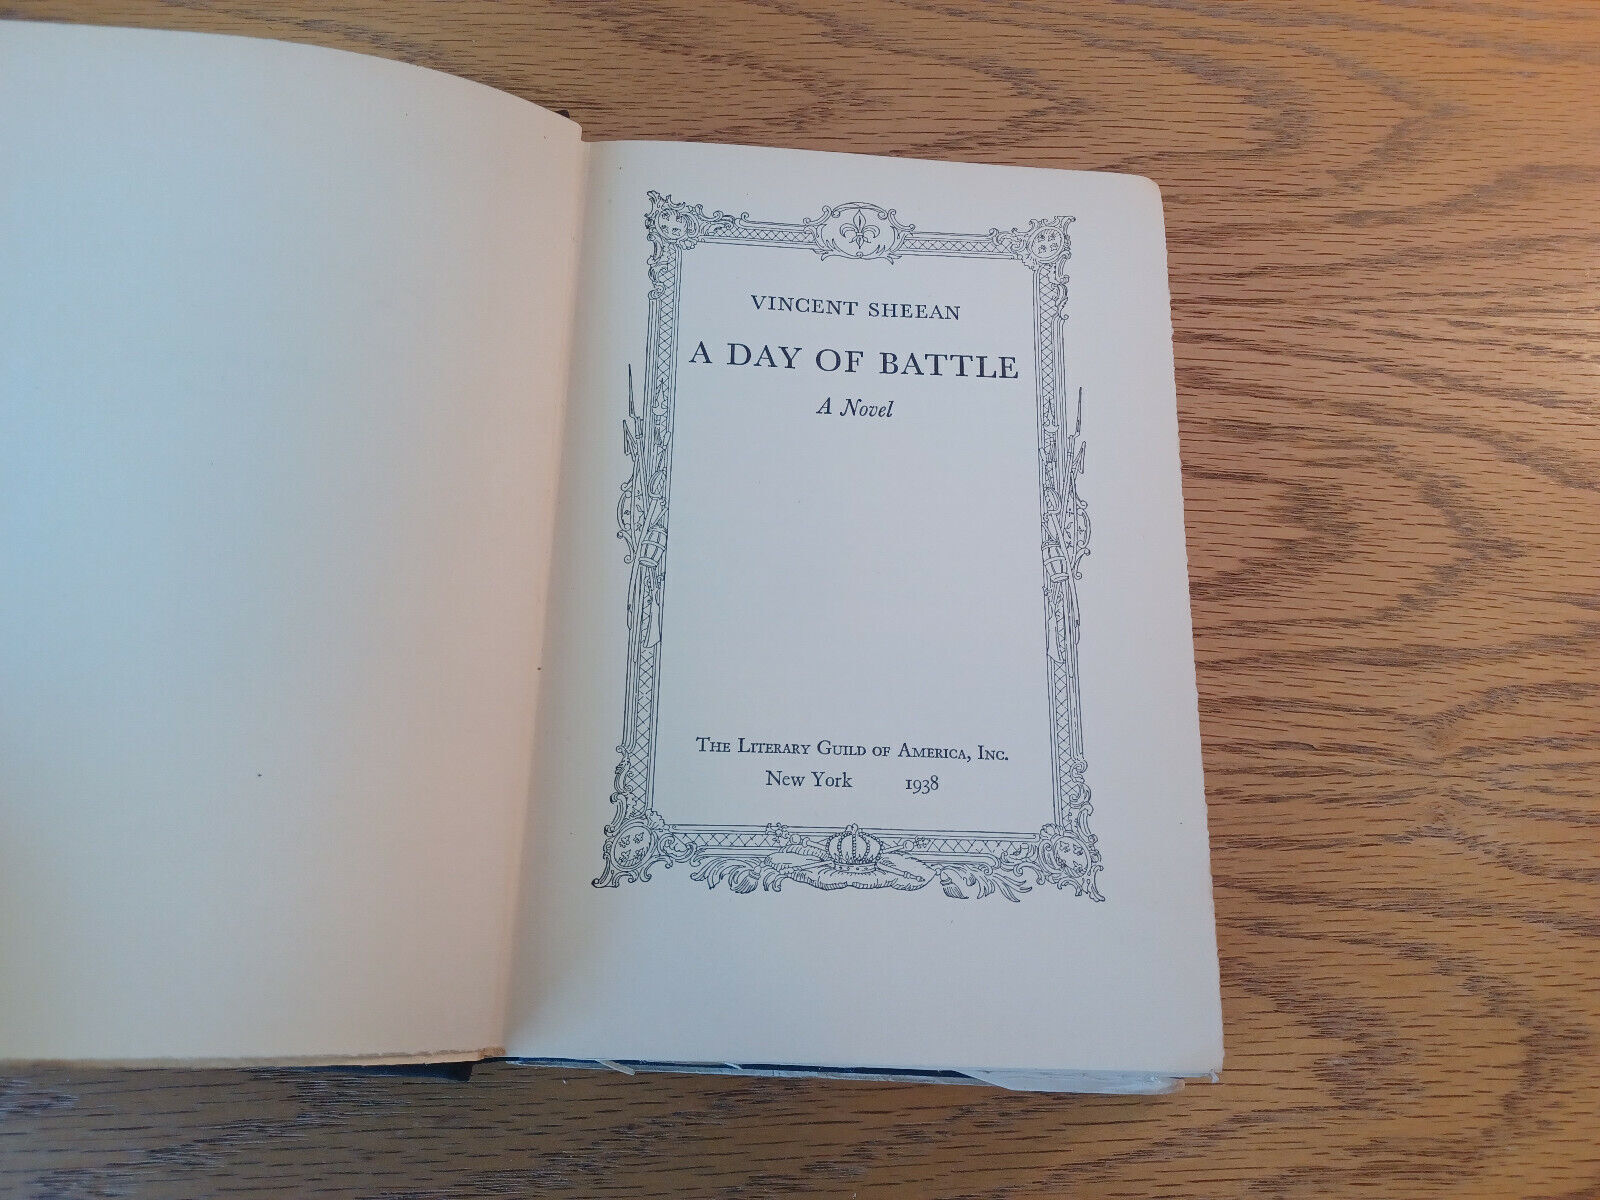 VINCENT SHEEAN
A DAY OF BATTLE
A Novel
THE LITERARY GUILD OF AMERICA, INC.
New York 1938